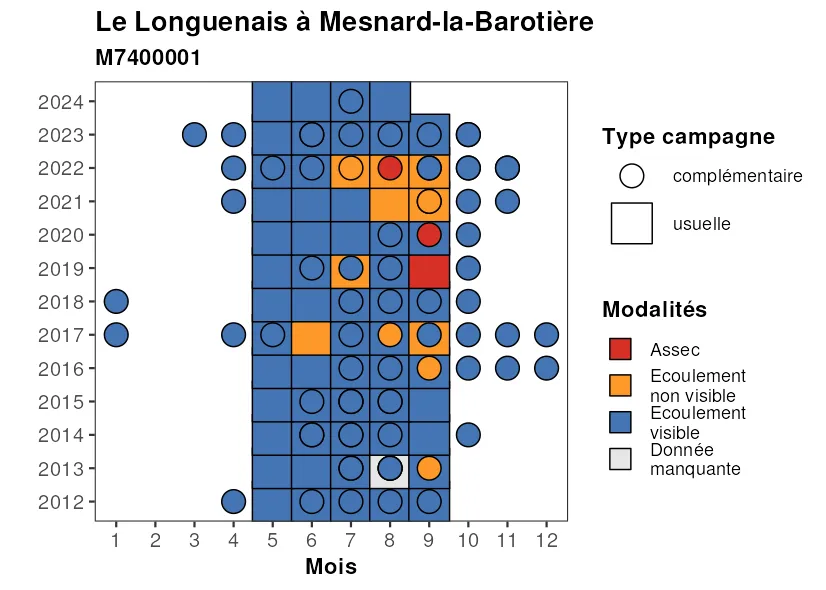 Le Longuenais à Mesnard-la-Barotière
M7400001
2024
2023
2022
2021
2020
2019
2018
2017
2016
2015
2014
2013
2012
1 2 3 4 5 6 7 8 9 10 11 12
Mois
Type campagne
complémentaire
usuelle
Modalités
Assec
Ecoulement
non visible
Ecoulement
visible
Donnée
manquante